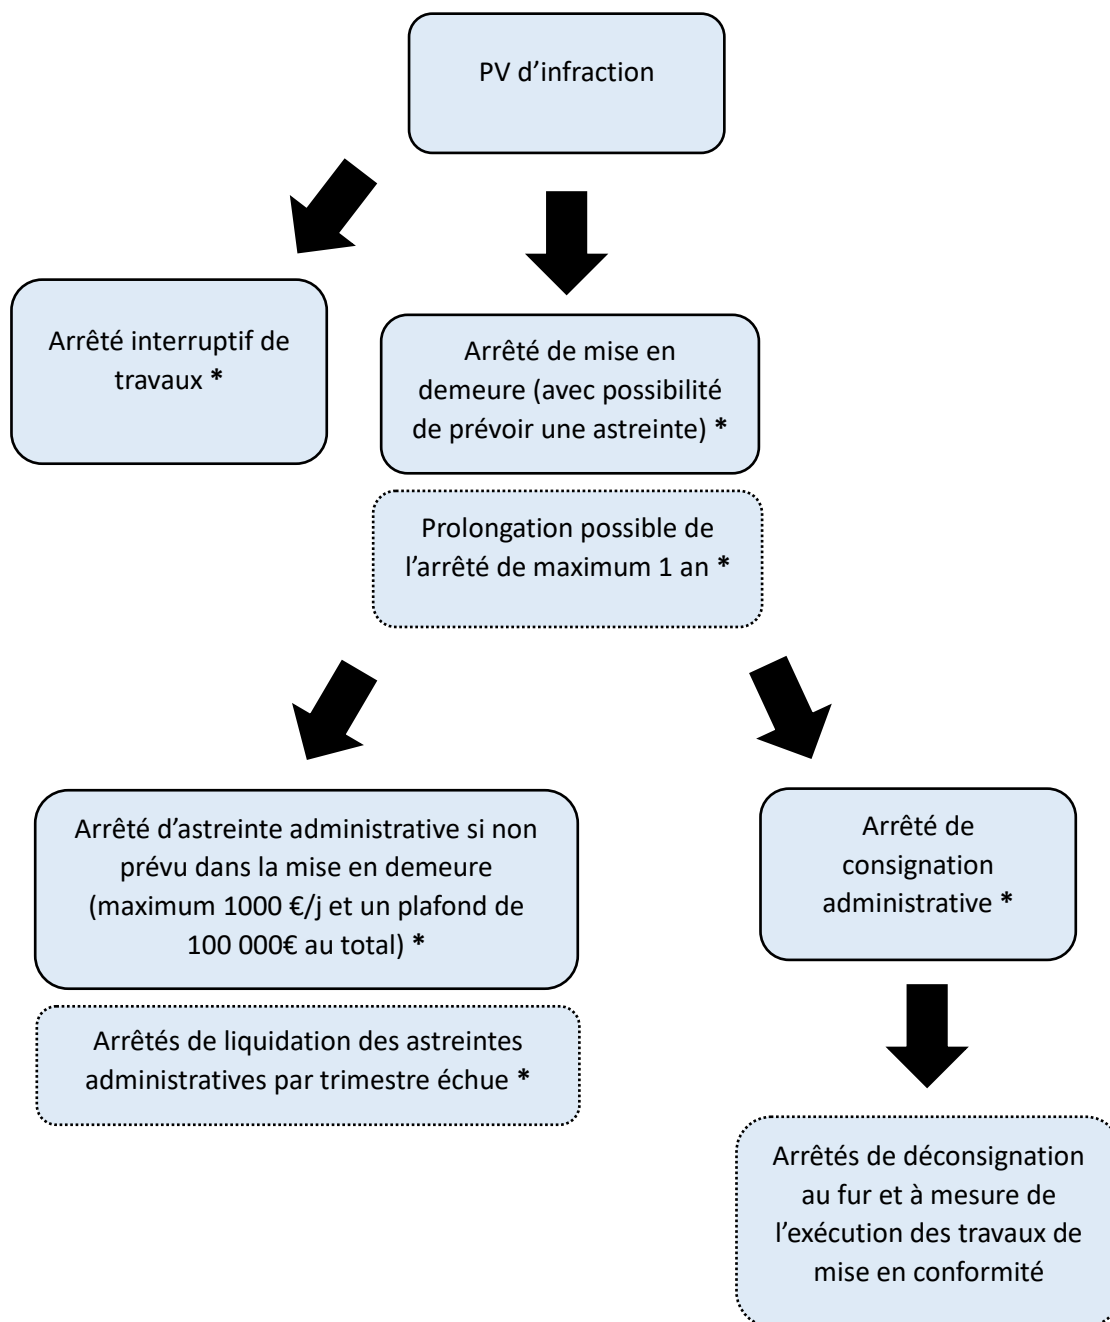 PV d’infraction
Arrêté interruptif de
travaux *
Arrêté de mise en
demeure (avec possibilité
de prévoir une astreinte) *
Prolongation possible de
l’arrêté de maximum 1 an *
Arrêté d’astreinte administrative si non
prévu dans la mise en demeure
(maximum 1000 €/j et un plafond de
100 000€ au total) *
Arrêtés de liquidation des astreintes
administratives par trimestre échue *
Arrêté de
consignation
administrative *
Arrêtés de déconsignation
au fur et à mesure de
l’exécution des travaux de
mise en conformité